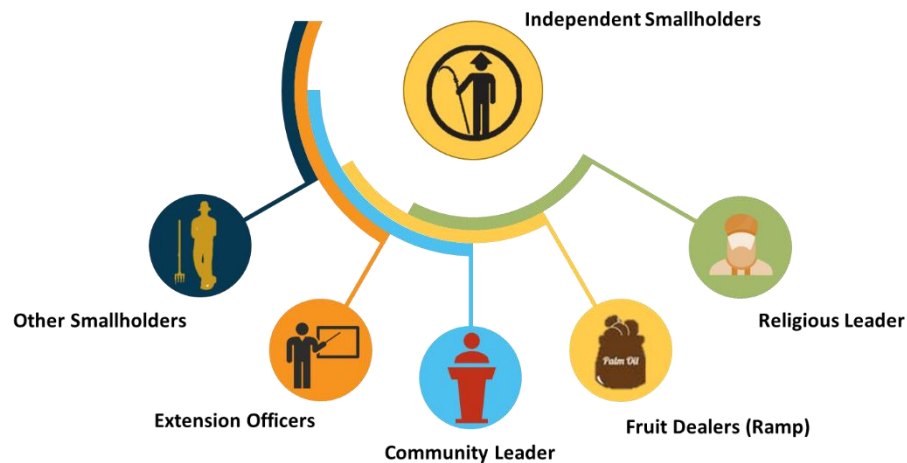 Independent Smallholders
Other Smallholders
Extension Officers
Community Leader
Palm Oil
Fruit Dealers (Ramp)
Religious Leader